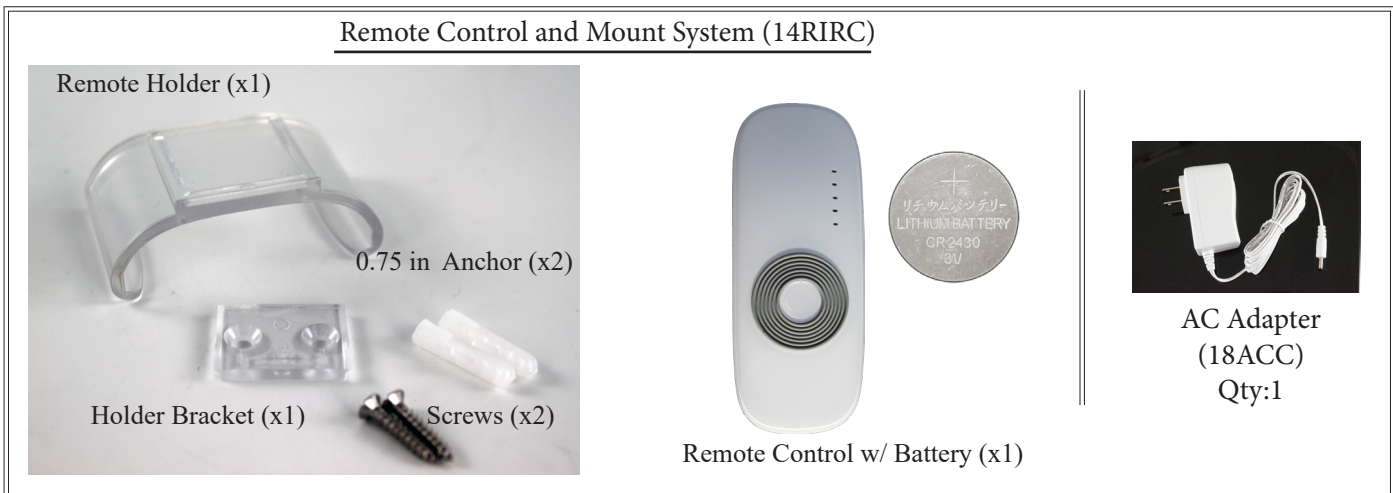 Remote Control and Mount System (14RIRC)
Remote Holder (x1)
0.75 in Anchor (x2)
Holder Bracket (x1)
Screws (x2)
リチウムバッテリー
LITHIUM BATTERY
CR2430
3V
Remote Control w/ Battery (x1)
AC Adapter
(18ACC)
Qty:1